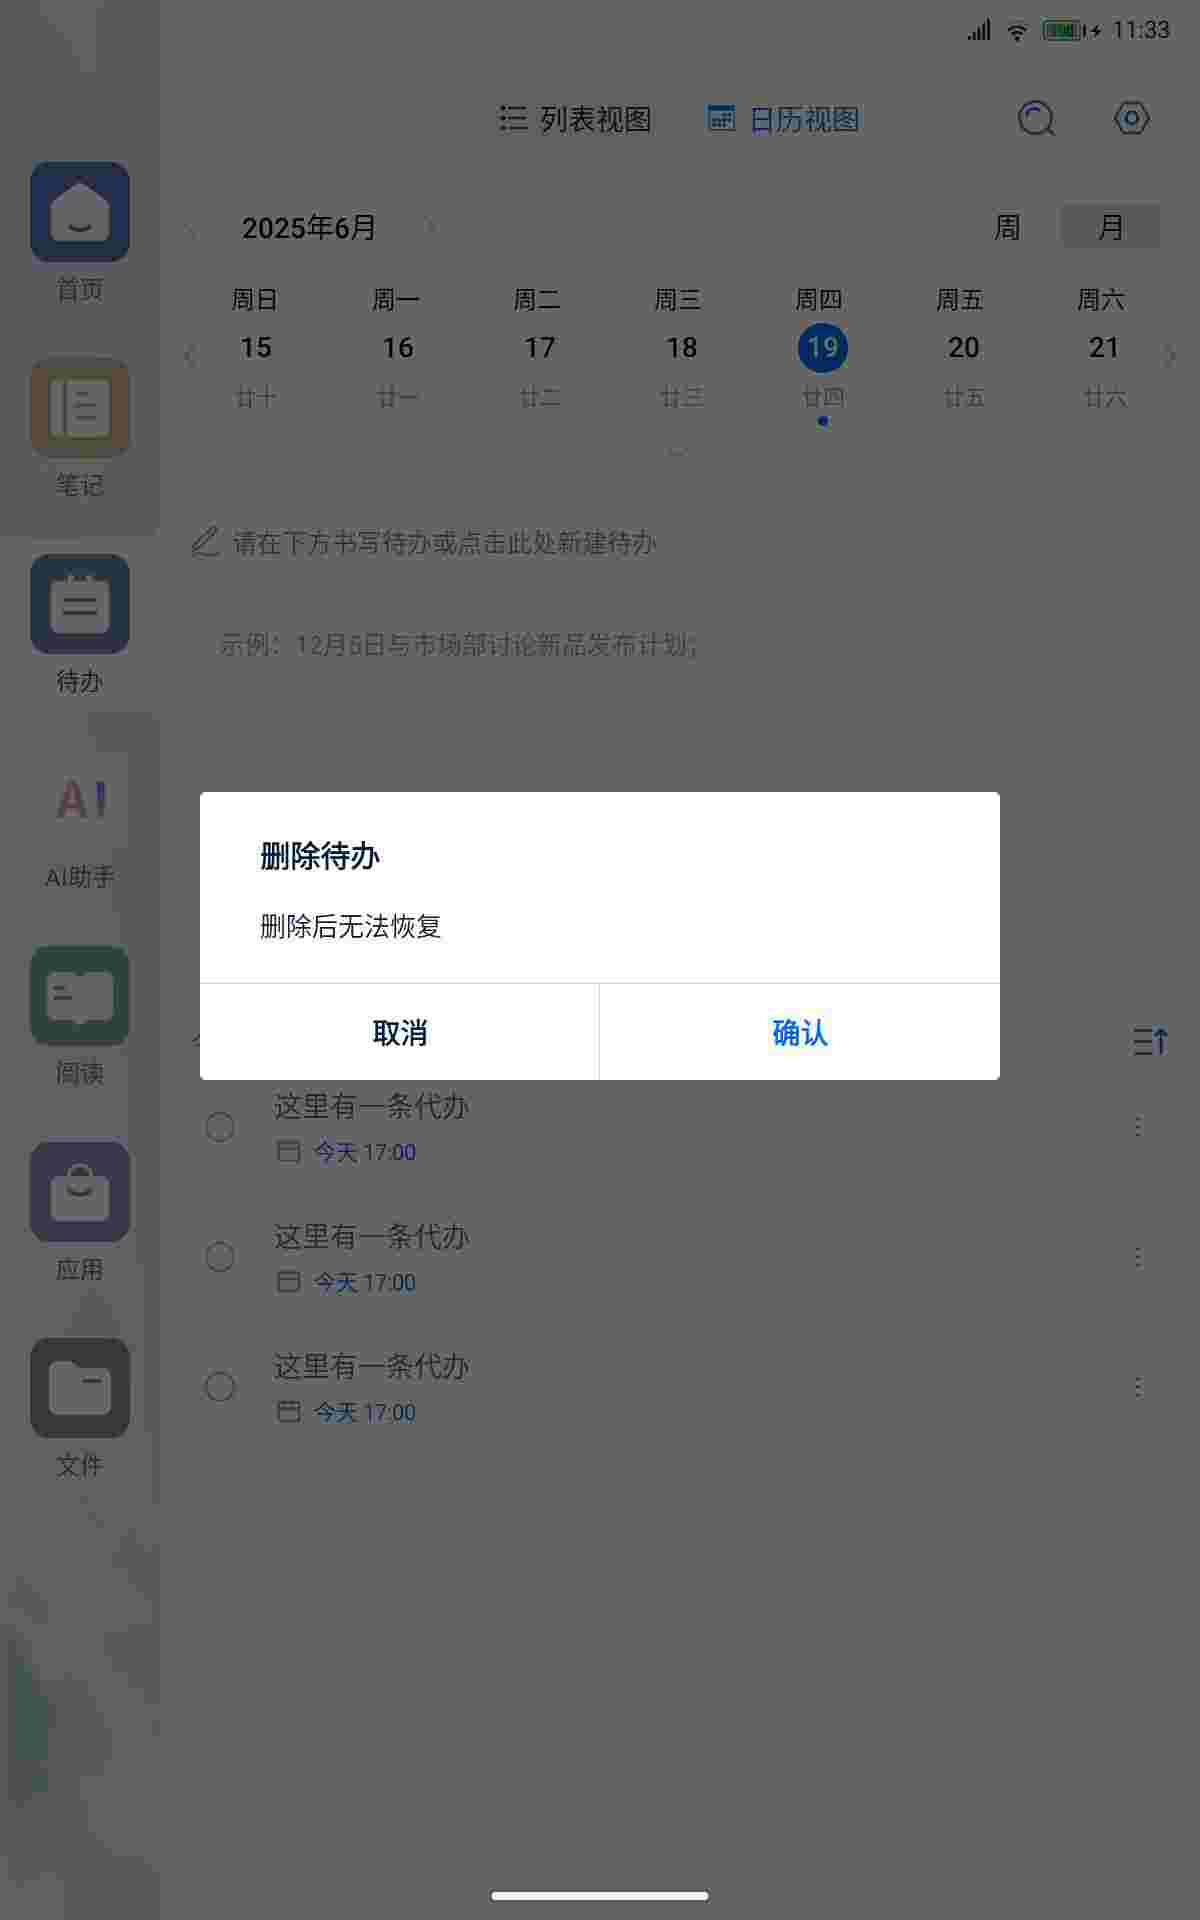 11:33
列表视图 日历视图
首页
笔记
待办
AI
AI助手
阅读
应用
文件
2025年6月 周 月
周日 周一 周二 周三 周四 周五 周六
15 16 17 18 19 20 21
廿十 廿一 廿二 廿三 廿四 廿五 廿六
请在下方书写待办或点击此处新建待办
示例：12月6日与市场部讨论新品发布计划；
删除待办
删除后无法恢复
取消 确认
这里有一条代办
今天 17:00
这里有一条代办
今天 17:00
这里有一条代办
今天 17:00